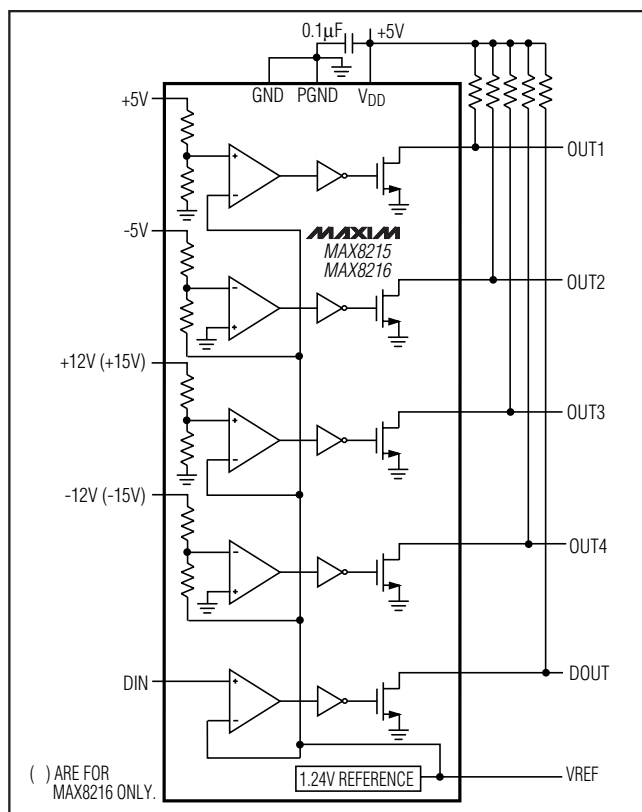 0.1µF
+5V
GND PGND VDD
+5V
+ OUT1
-
-5V
MAXIM
MAX8215
MAX8216
- OUT2
+
+12V (+15V)
+ OUT3
-
-12V (-15V)
- OUT4
+
DIN + DOUT
-
1.24V REFERENCE VREF
( ) ARE FOR
MAX8216 ONLY.